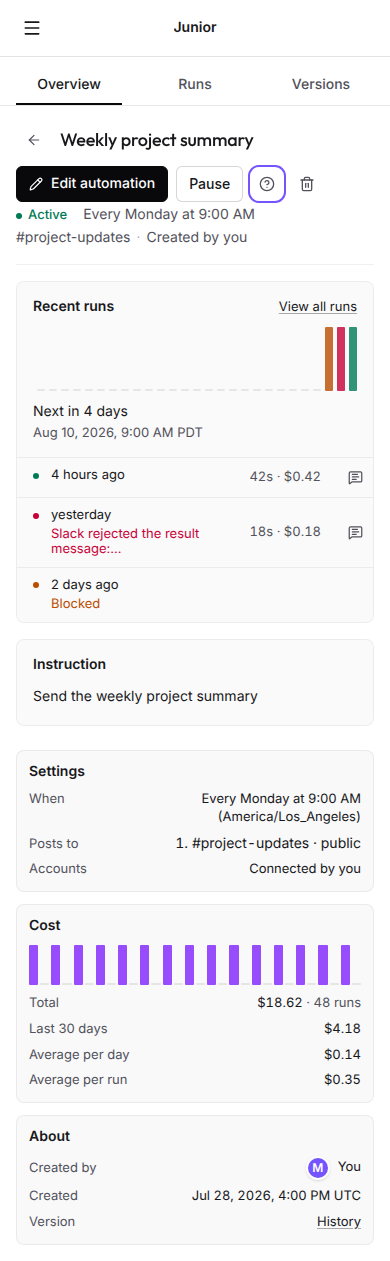 Junior
Overview
Runs
Versions
Weekly project summary
Edit automation
Pause
Active
Every Monday at 9:00 AM
#project-updates · Created by you
Recent runs
View all runs
Next in 4 days
Aug 10, 2026, 9:00 AM PDT
4 hours ago
42s · $0.42
yesterday
Slack rejected the result
message:...
18s · $0.18
2 days ago
Blocked
Instruction
Send the weekly project summary
Settings
When
Every Monday at 9:00 AM
(America/Los_Angeles)
Posts to
1. #project-updates · public
Accounts
Connected by you
Cost
Total
$18.62 · 48 runs
Last 30 days
$4.18
Average per day
$0.14
Average per run
$0.35
About
Created by
M
You
Created
Jul 28, 2026, 4:00 PM UTC
Version
History